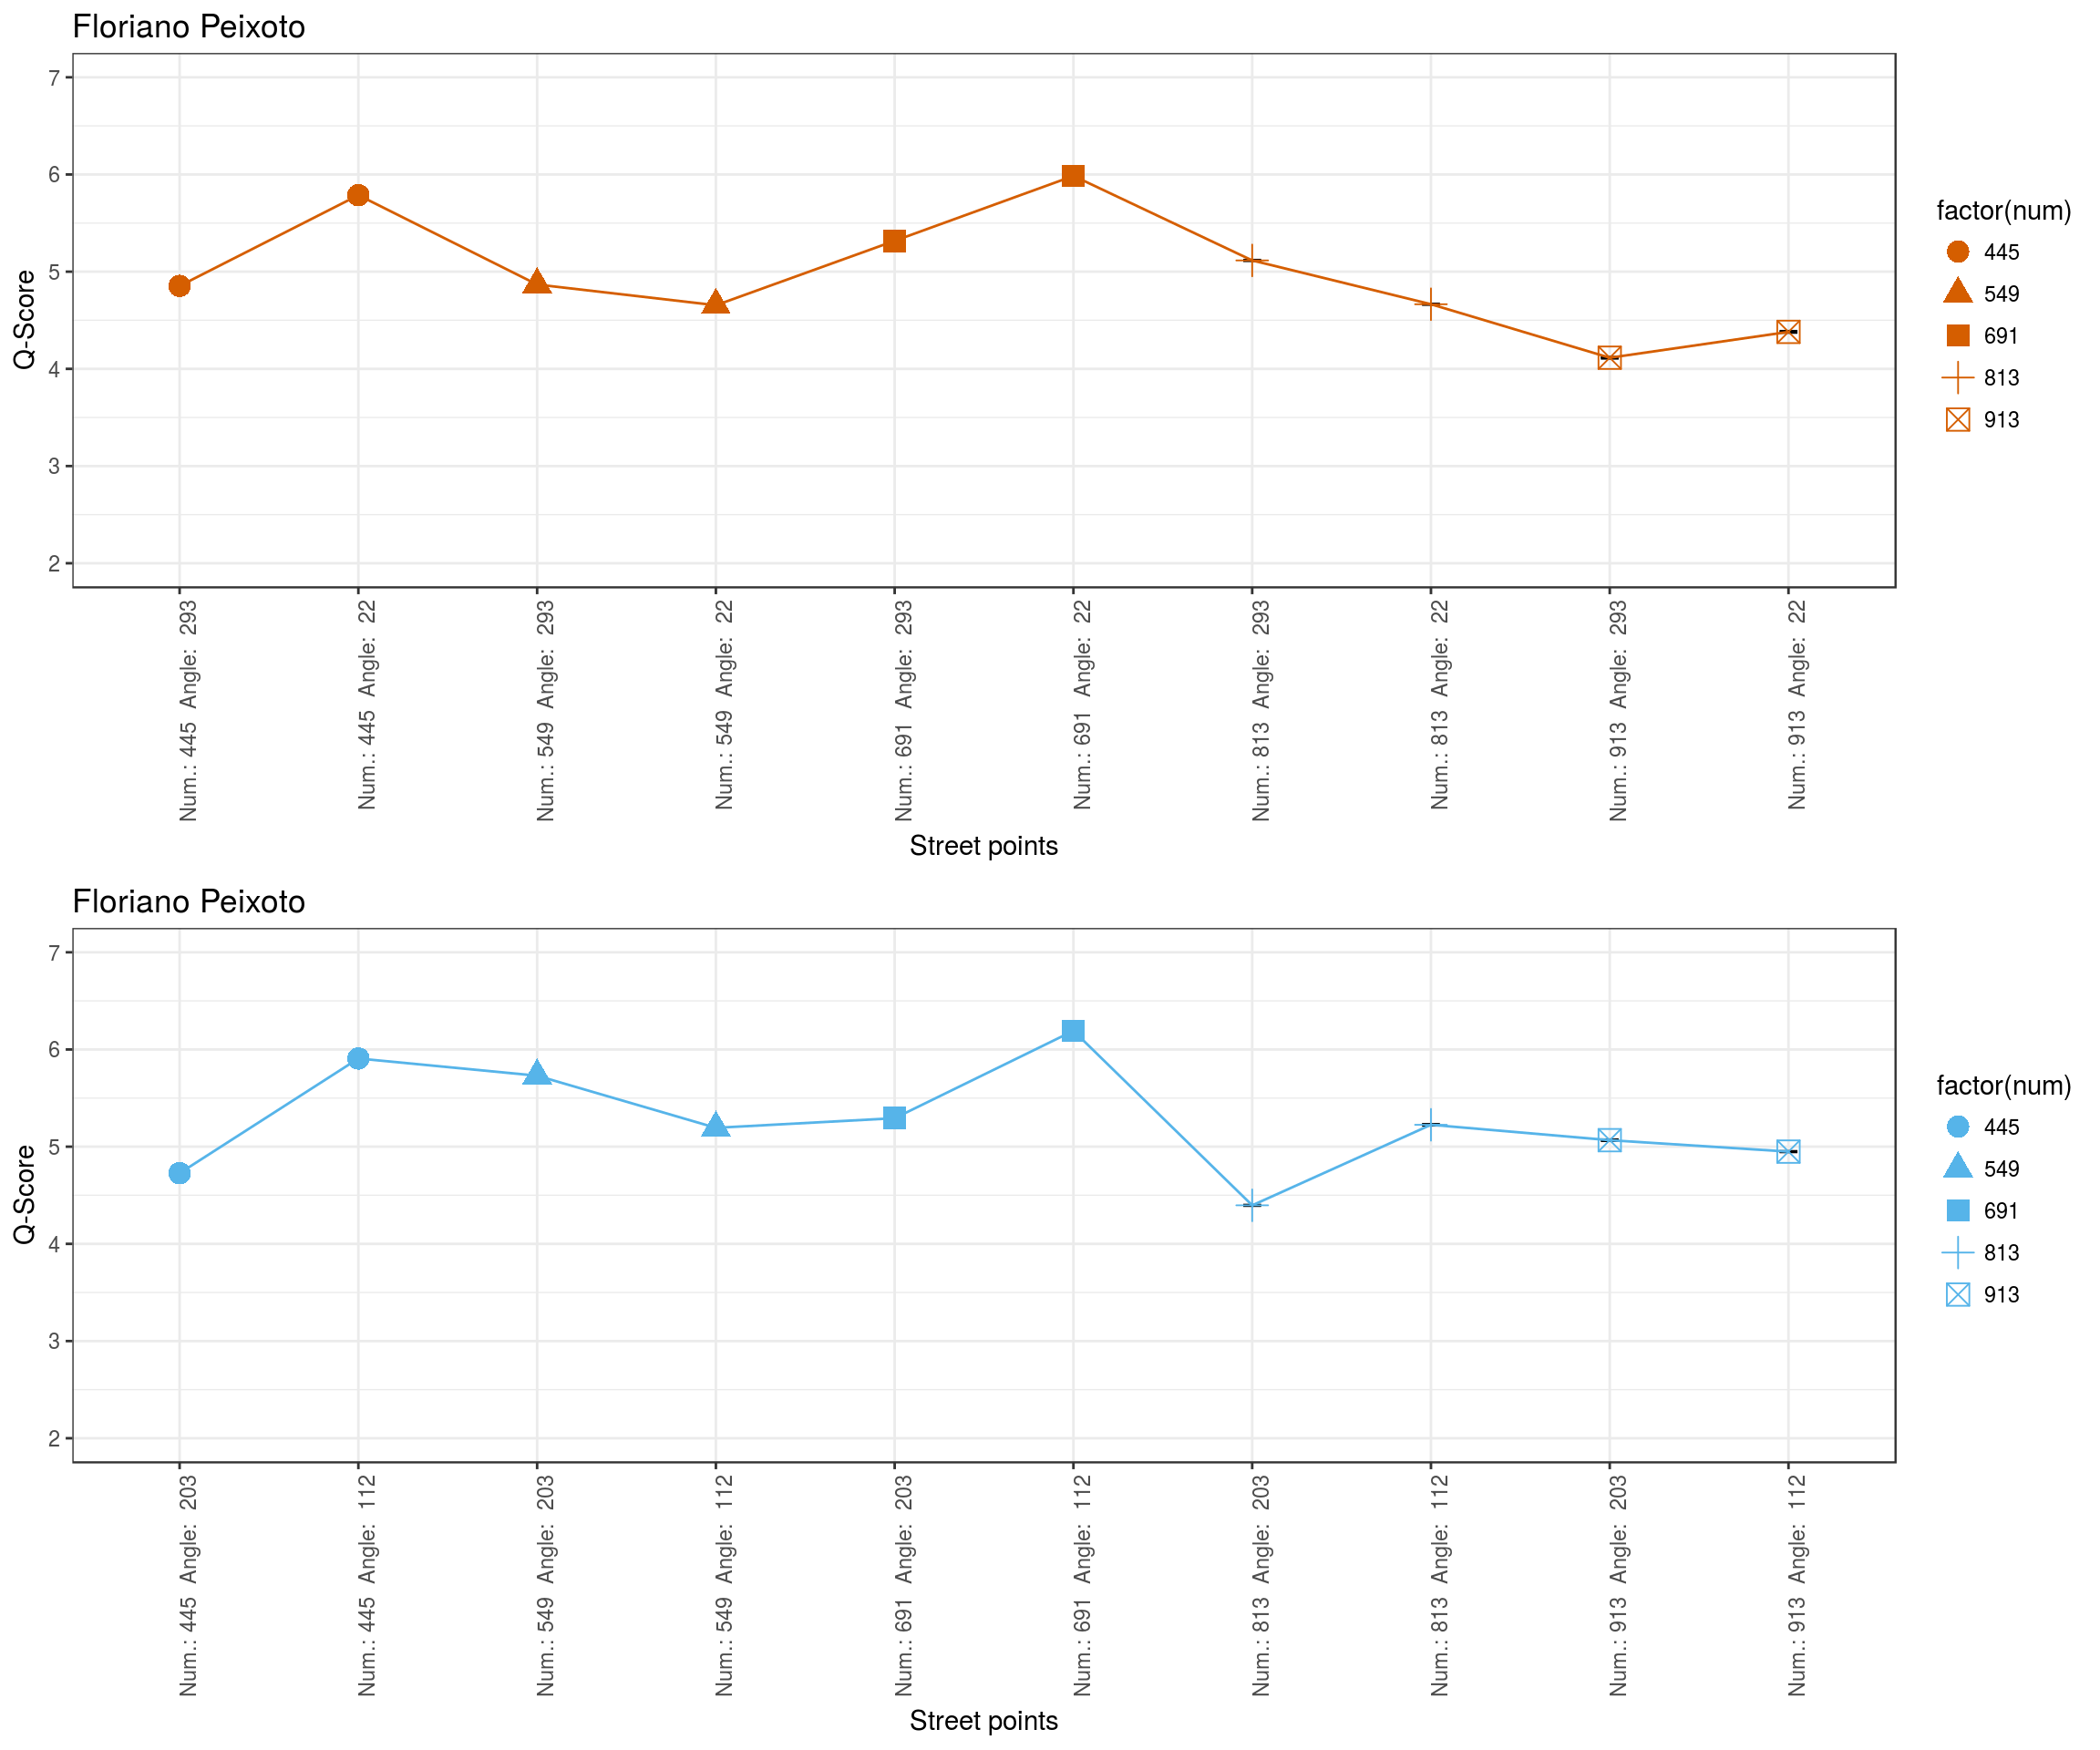 Floriano Peixoto
Q-Score
7
6
5
4
3
2
Num.: 445 Angle: 293
Num.: 445 Angle: 22
Num.: 549 Angle: 293
Num.: 549 Angle: 22
Num.: 691 Angle: 293
Num.: 691 Angle: 22
Num.: 813 Angle: 293
Num.: 813 Angle: 22
Num.: 913 Angle: 293
Num.: 913 Angle: 22
Street points
factor(num)
445
549
691
813
913
Floriano Peixoto
Q-Score
7
6
5
4
3
2
Num.: 445 Angle: 203
Num.: 445 Angle: 112
Num.: 549 Angle: 203
Num.: 549 Angle: 112
Num.: 691 Angle: 203
Num.: 691 Angle: 112
Num.: 813 Angle: 203
Num.: 813 Angle: 112
Num.: 913 Angle: 203
Num.: 913 Angle: 112
Street points
factor(num)
445
549
691
813
913